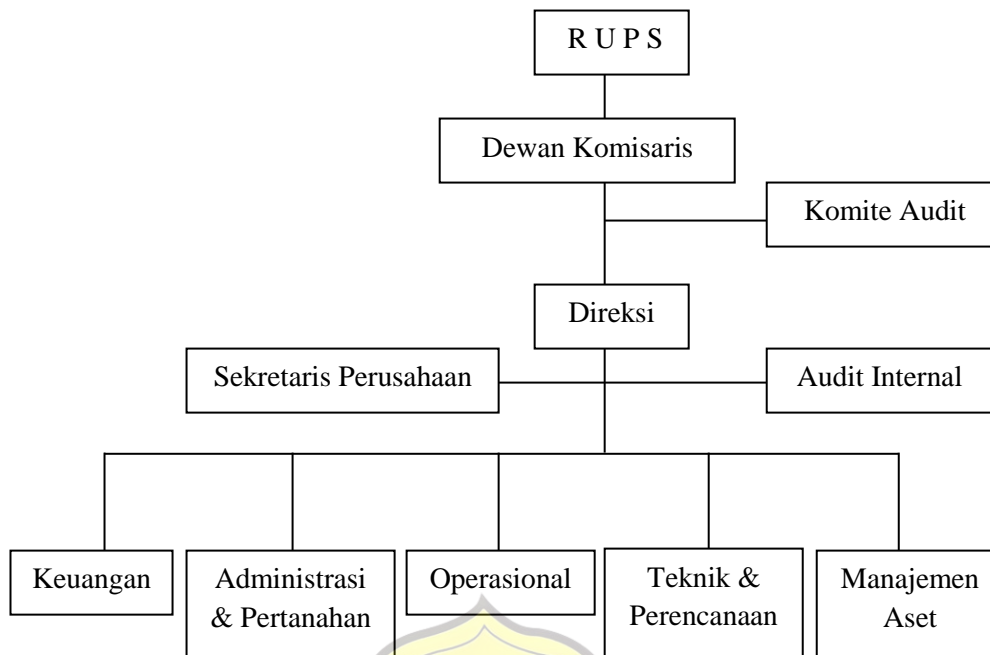 R U P S
Dewan Komisaris
Komite Audit
Direksi
Sekretaris Perusahaan
Audit Internal
Keuangan
Administrasi
& Pertanahan
Operasional
Teknik &
Perencanaan
Manajemen
Aset